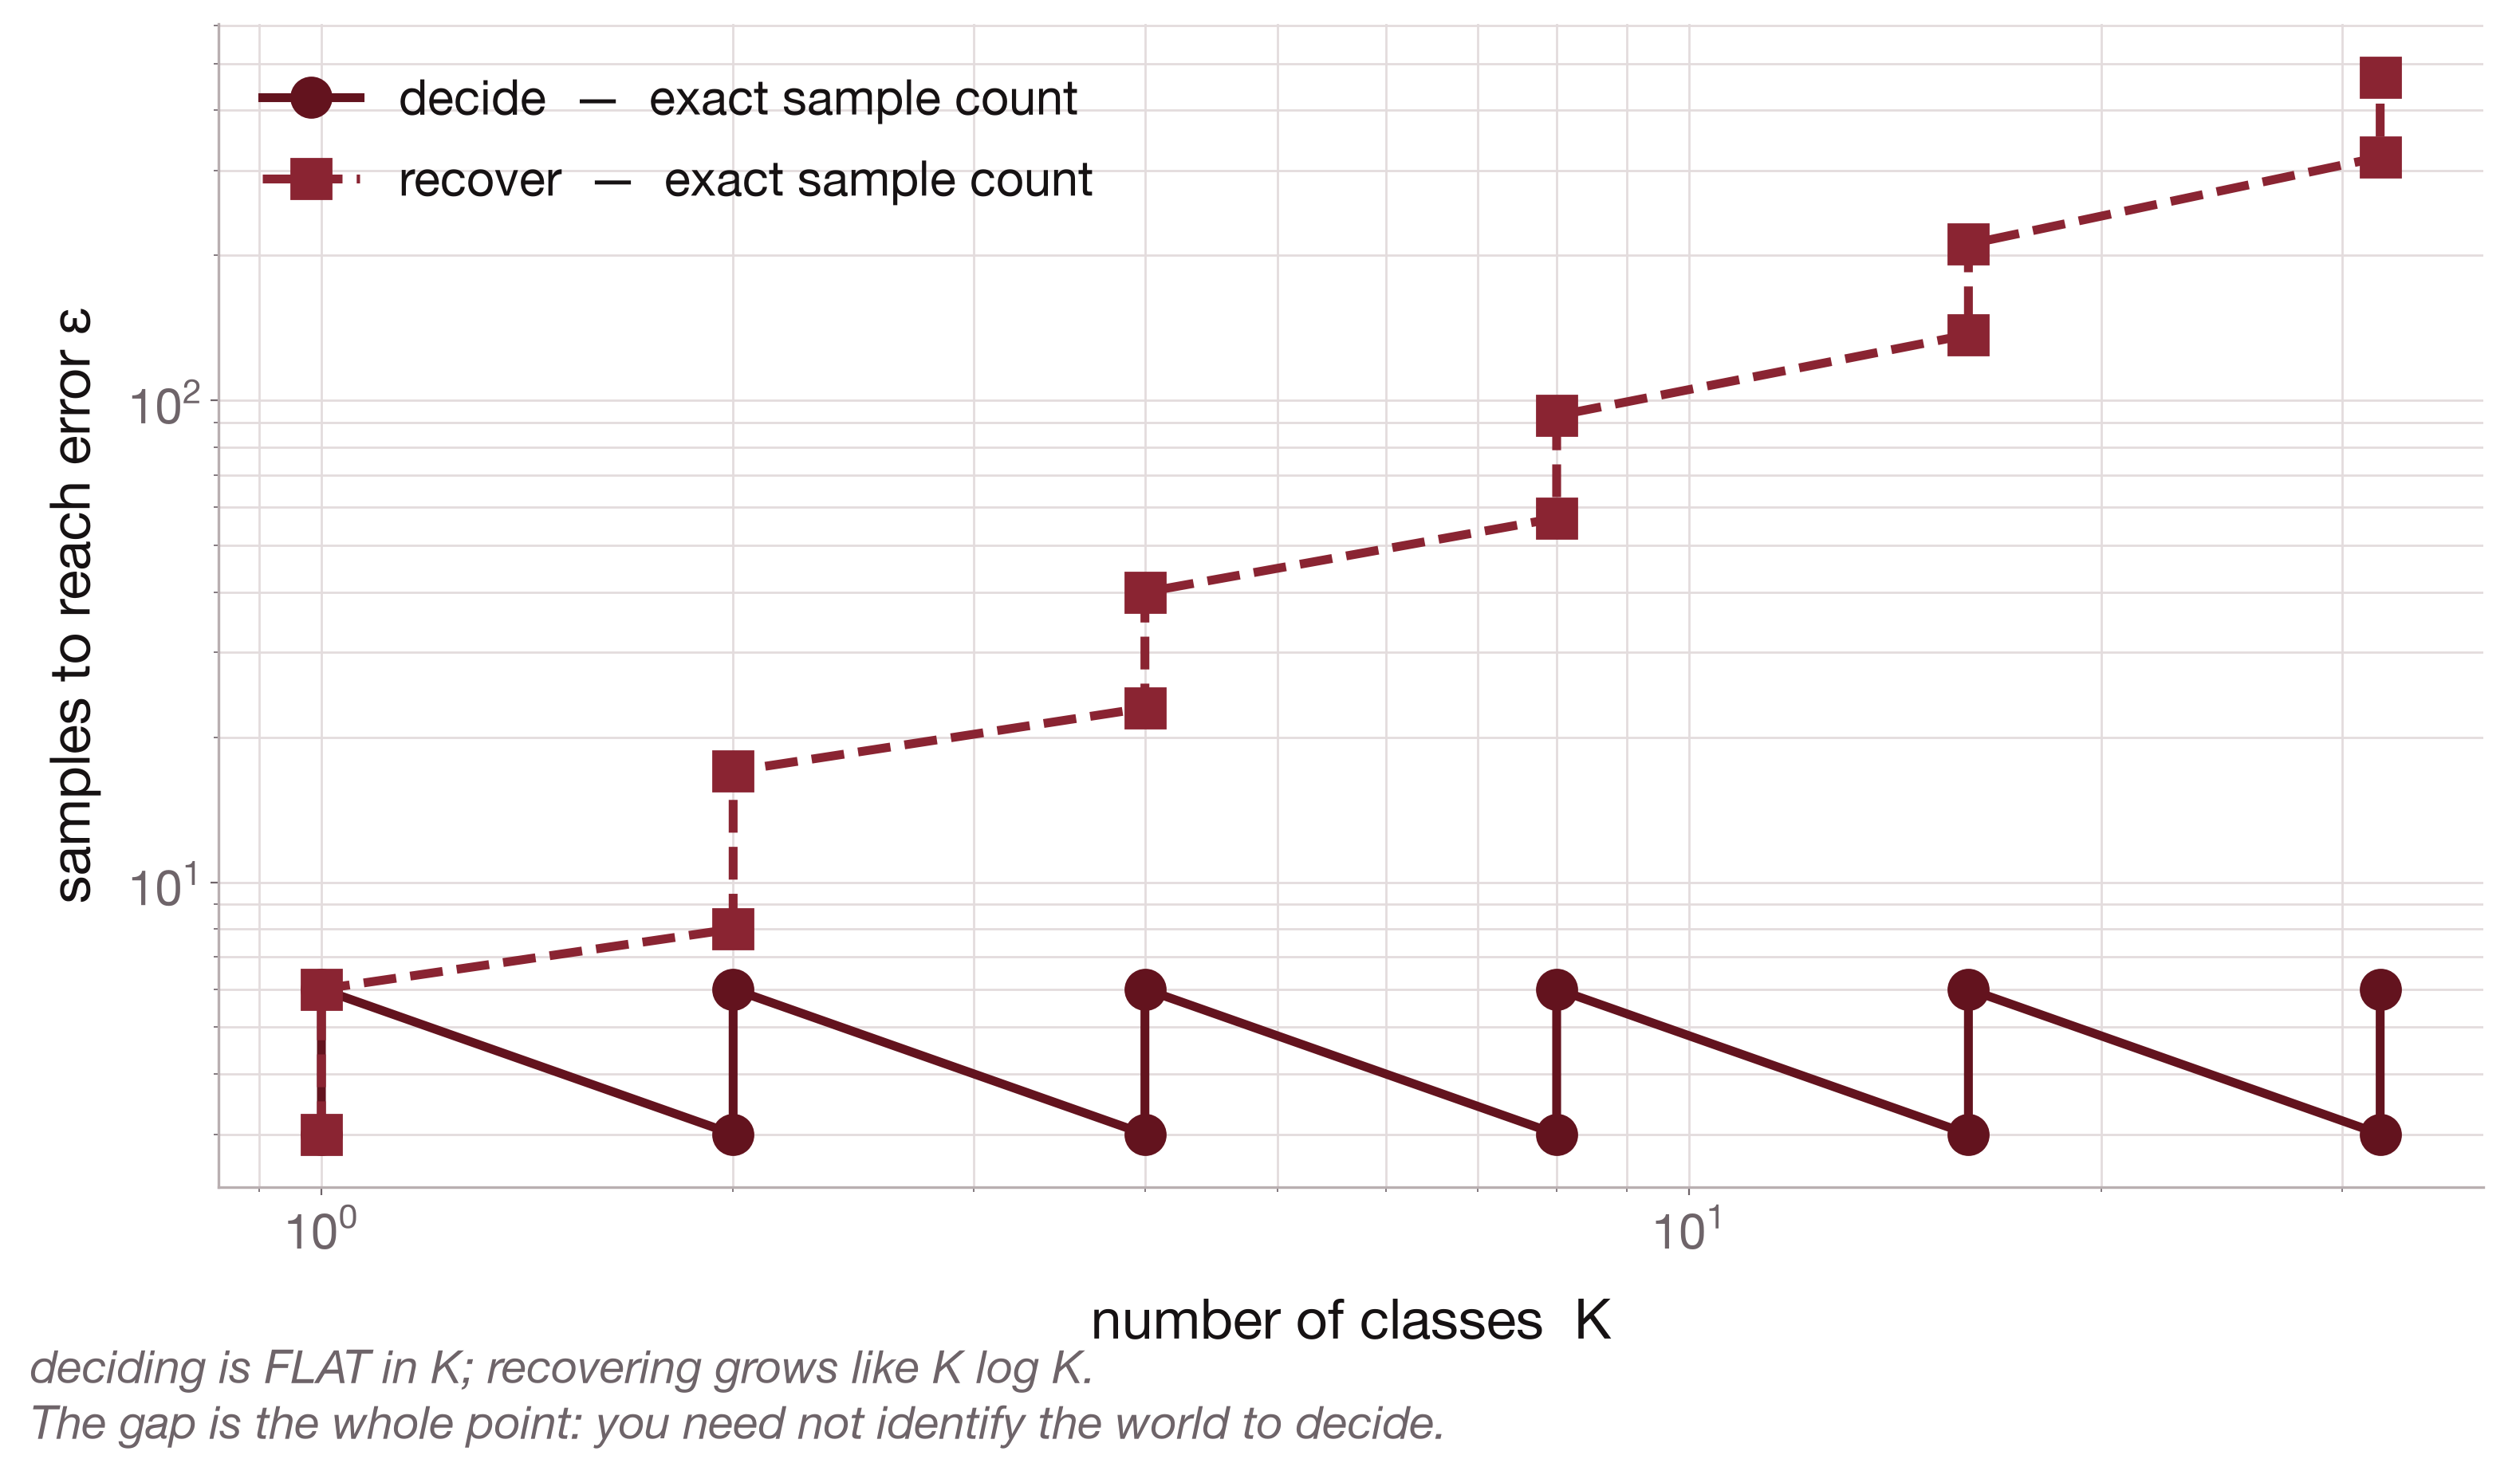 decide — exact sample count
recover — exact sample count
samples to reach error ε
10²
10¹
10⁰
10¹
number of classes K
deciding is FLAT in K; recovering grows like K log K.
The gap is the whole point: you need not identify the world to decide.